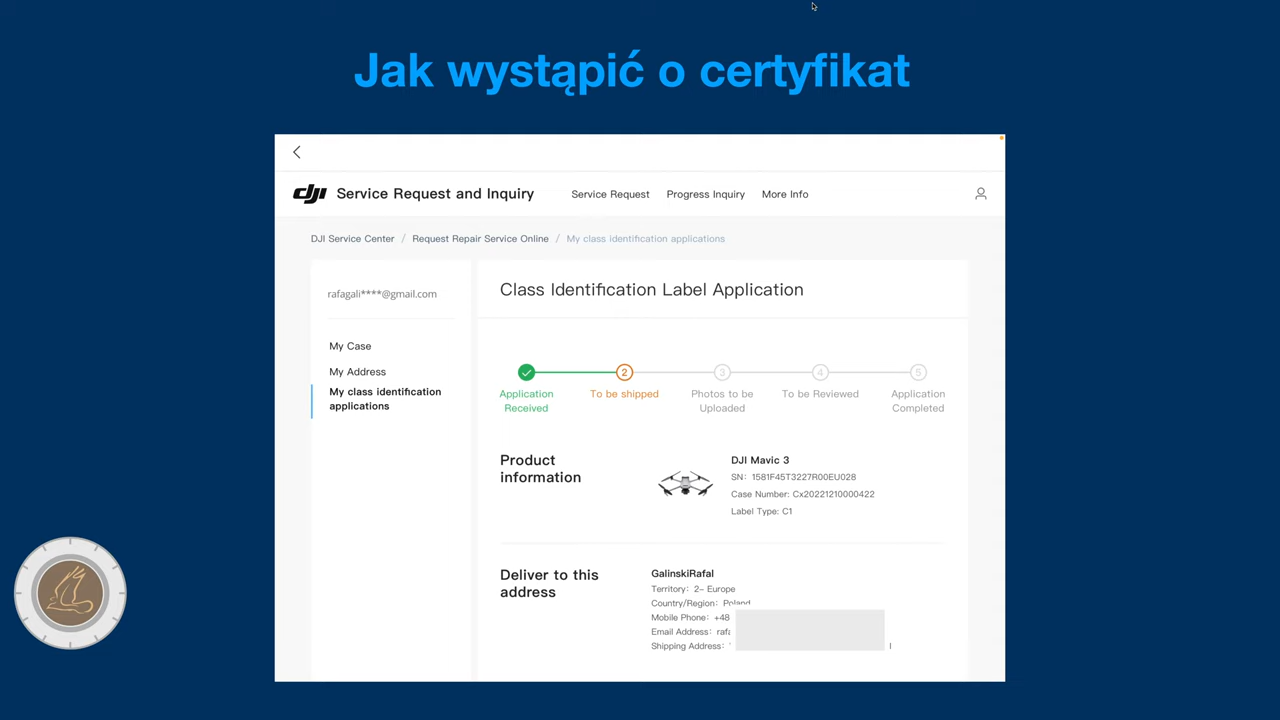 Jak wystąpić o certyfikat
dji Service Request and Inquiry Service Request Progress Inquiry More Info
DJI Service Center / Request Repair Service Online / My class identification applications
rafagali****@gmail.com
My Case
My Address
My class identification
applications
Class Identification Label Application
2 3 4 5
Application To be shipped Photos to be To be Reviewed Application
Received Uploaded Completed
Product
information
DJI Mavic 3
SN: 1581F45T3227R00EU028
Case Number: Cx20221210000422
Label Type: C1
Deliver to this
address
GalinskiRafal
Territory: 2– Europe
Country/Region: Poland
Mobile Phone: +48
Email Address: rafa
Shipping Address: